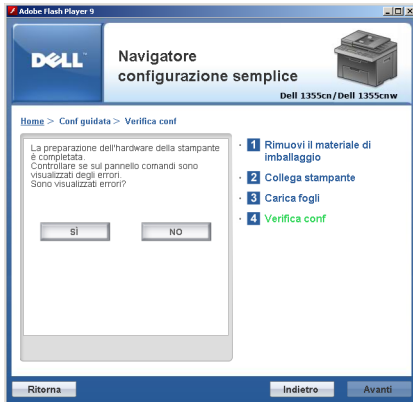 Adobe Flash Player 9
DELL™
Navigatore
configurazione semplice
Dell 1355cn/Dell 1355cnw
Home > Conf guidata > Verifica conf
La preparazione dell'hardware della stampante
è completata.
Controllare se sul pannello comandi sono
visualizzati degli errori.
Sono visualizzati errori?
SÌ
NO
· 1 Rimuovi il materiale di
imballaggio
· 2 Collega stampante
· 3 Carica fogli
· 4 Verifica conf
Ritorna
Indietro
Avanti